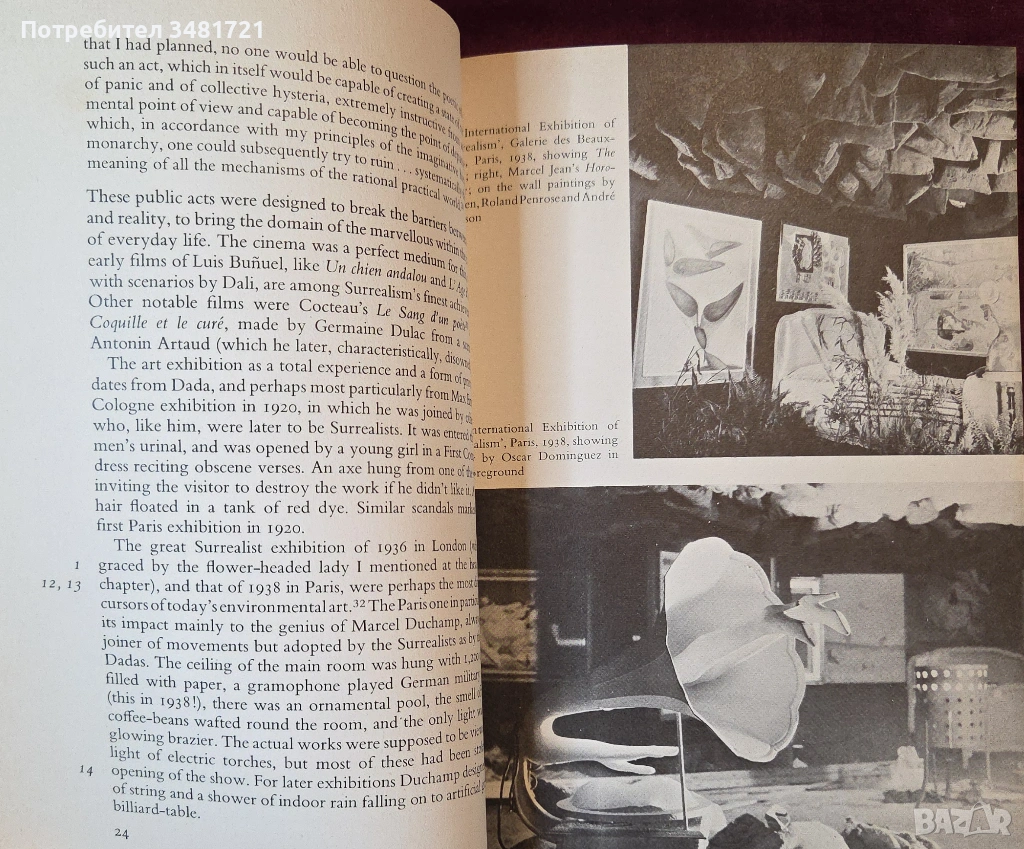 Потребител 3481721
that I had planned, no one would be able to question the
such an act, which in itself would be capable of creating a state
of panic and of collective hysteria, extremely instructive
mental point of view and capable of becoming the point of
which, in accordance with my principles of the imaginative
monarchy, one could subsequently try to ruin . . . systematically
meaning of all the mechanisms of the rational practical world.
These public acts were designed to break the barriers
and reality, to bring the domain of the marvellous within
of everyday life. The cinema was a perfect medium for
early films of Luis Buñuel, like Un chien andalou and L'Age
with scenarios by Dali, are among Surrealism's finest
Other notable films were Cocteau's Le Sang d'un
Coquille et le curé, made by Germaine Dulac from a
Antonin Artaud (which he later, characteristically,
The art exhibition as a total experience and a form of
dates from Dada, and perhaps most particularly from Max
Cologne exhibition in 1920, in which he was joined by
who, like him, were later to be Surrealists. It was entered
men's urinal, and was opened by a young girl in a First
dress reciting obscene verses. An axe hung from one of
inviting the visitor to destroy the work if he didn't like it.
hair floated in a tank of red dye. Similar scandals
first Paris exhibition in 1920.
The great Surrealist exhibition of 1936 in London
1 graced by the flower-headed lady I mentioned at the
12, 13 chapter), and that of 1938 in Paris, were perhaps the most
cursors of today's environmental art.32 The Paris one in
its impact mainly to the genius of Marcel Duchamp,
joiner of movements but adopted by the Surrealists as by
Dadas. The ceiling of the main room was hung with 1,200
filled with paper, a gramophone played German military
(this in 1938!), there was an ornamental pool, the smell of
coffee-beans wafted round the room, and the only light
glowing brazier. The actual works were supposed to be
light of electric torches, but most of these had been
14 opening of the show. For later exhibitions Duchamp
of string and a shower of indoor rain falling on to artificial
billiard-table.
24
International Exhibition of
ealism', Galerie des Beaux-
Paris, 1938, showing The
right, Marcel Jean's Horo-
; on the wall paintings by
en, Roland Penrose and André
son
nternational Exhibition of
alism', Paris, 1938, showing
by Oscar Dominguez in
reground
BAZAR